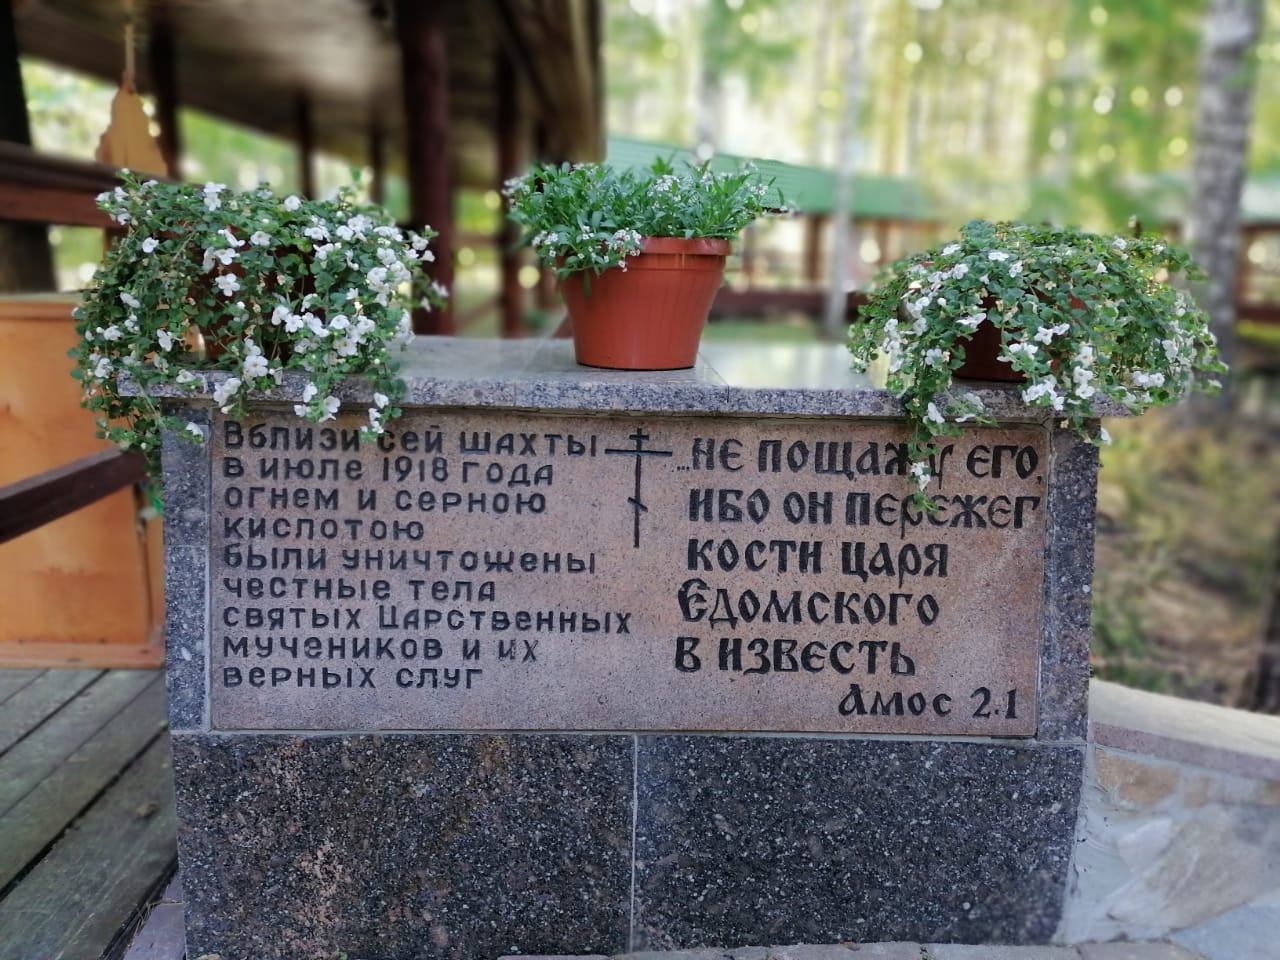 Вблизи сей шахты
в июле 1918 года
огнем и серною
кислотою
были уничтожены
честные тела
святых Царственных
мучеников и их
верных слуг
...не пощажу его,
ибо он пережег
кости царя
Едомского
в известь
Амос 2.1